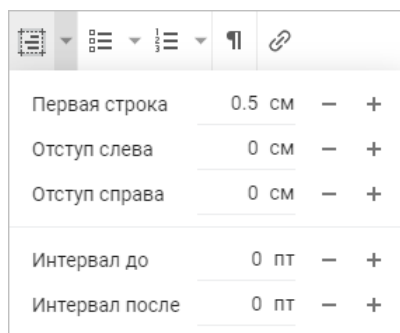 Первая строка 0.5 см − +
Отступ слева 0 см − +
Отступ справа 0 см − +
Интервал до 0 пт − +
Интервал после 0 пт − +